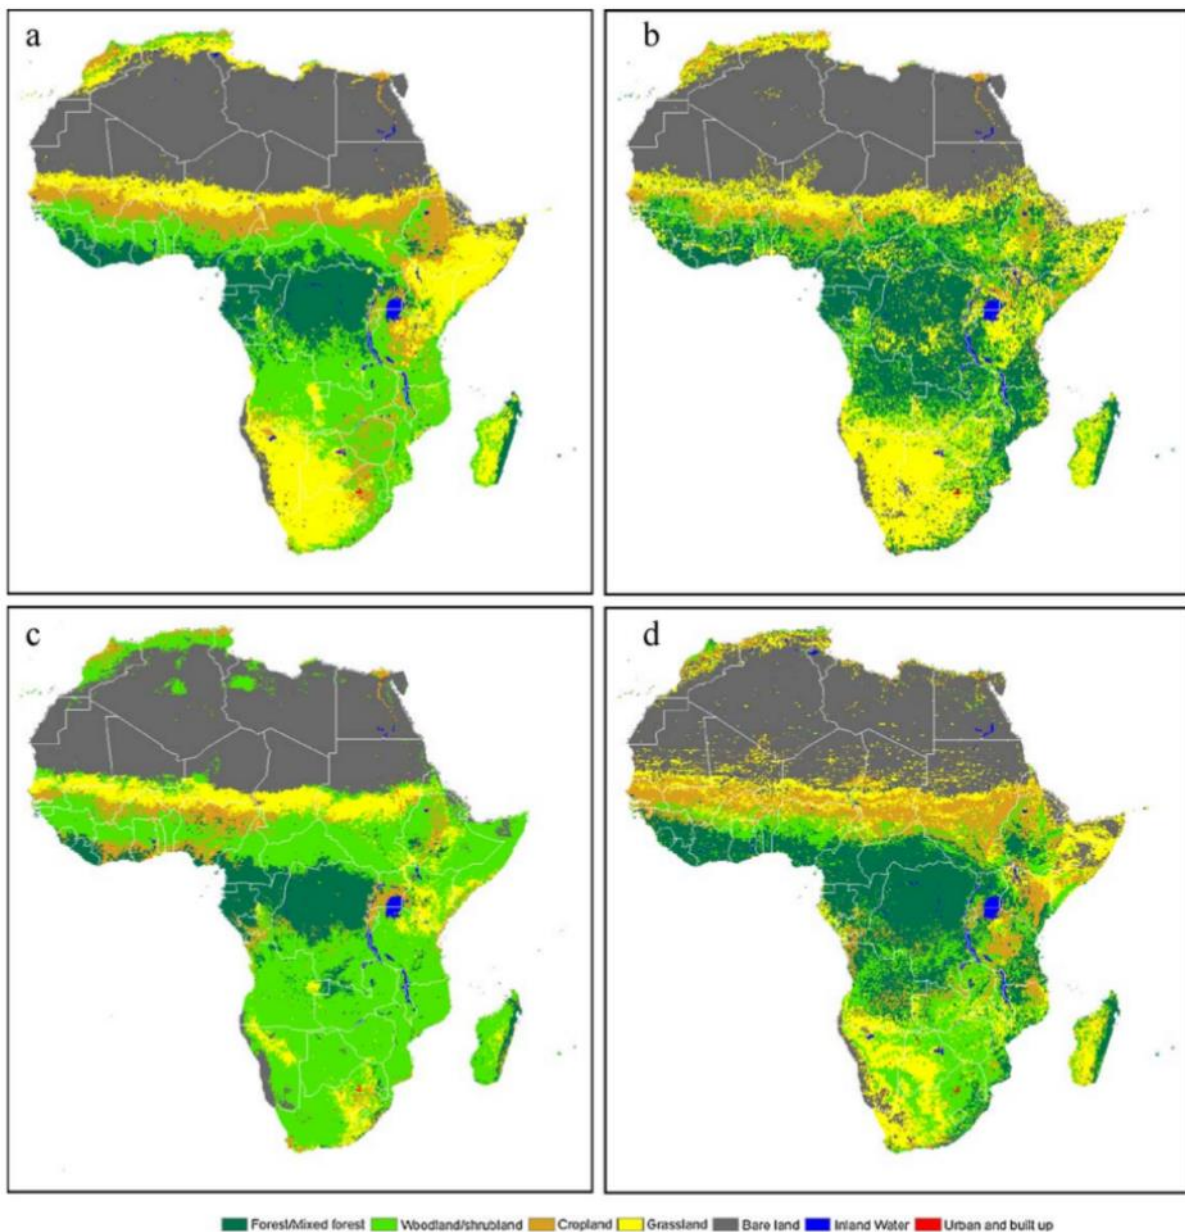 a
b
c
d
Forest/Mixed forest Woodland/shrubland Cropland Grassland Bare land Inland Water Urban and built up